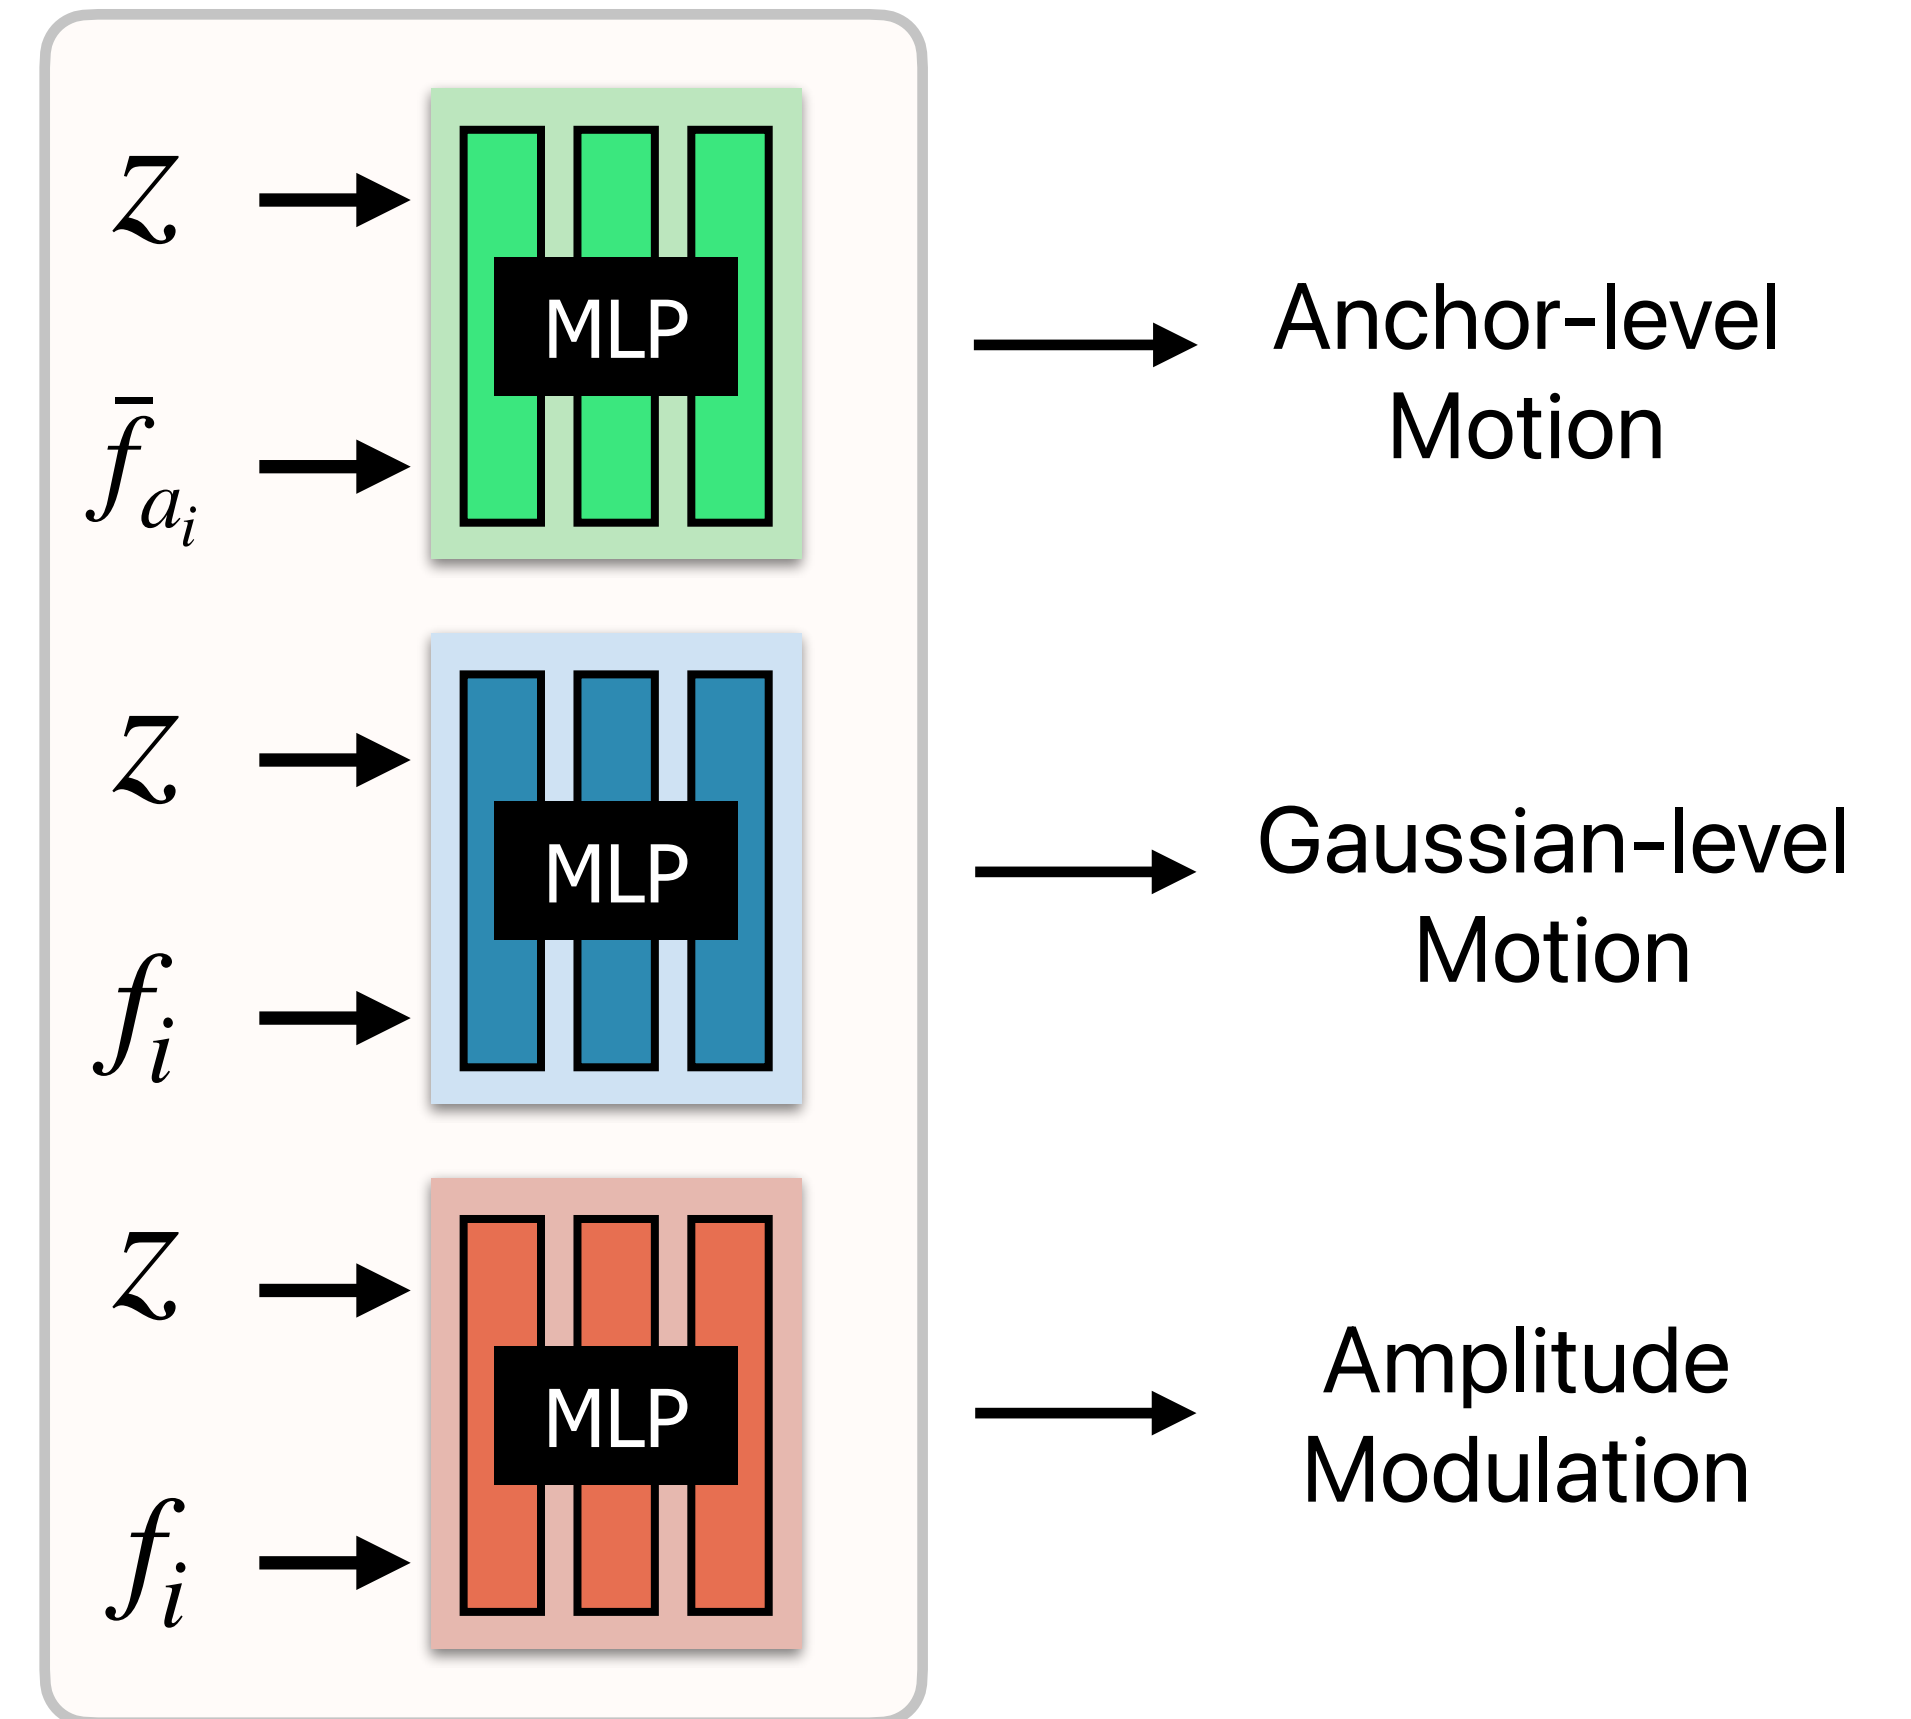 z
MLP
Anchor-level
Motion
f̄_{a_i}
z
MLP
Gaussian-level
Motion
f_i
z
MLP
Amplitude
Modulation
f_i